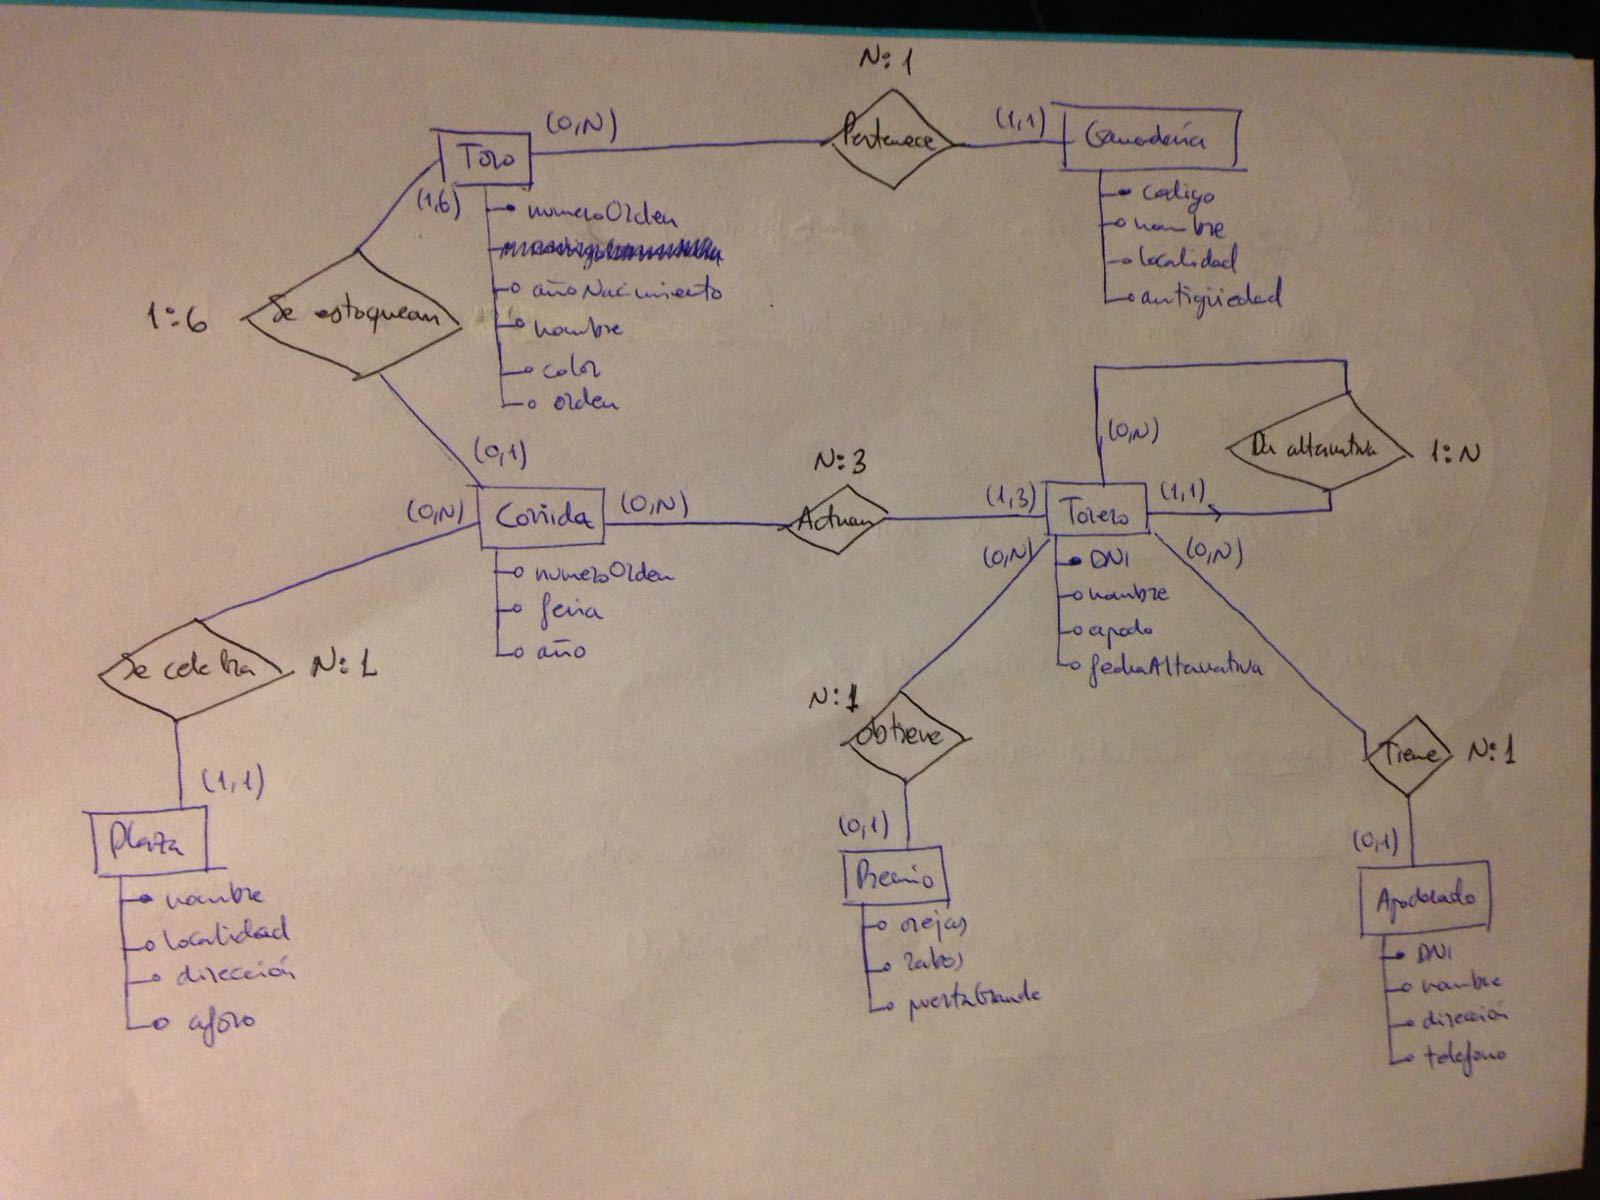 N:1
(0,N)
Pertenece
(1,1)
Ganadería
Toro
(1,6)
numeroOrden
codigo
nombre
localidad
antigüedad
añoNacimiento
nombre
color
orden
1:6
Se estoquean
(0,1)
(0,N)
Da alternativa
1:N
N:3
(0,N)
Corrida
(0,N)
Actuan
(1,3)
Torero
(1,1)
(0,N)
(0,N)
numeroOrden
feria
año
DNI
nombre
apodo
fechaAlternativa
Se celebra
N:1
N:1
Obtiene
Tiene
N:1
(1,1)
Plaza
(0,1)
Premio
(0,1)
Apoderado
nombre
localidad
dirección
aforo
orejas
rabos
puertaGrande
DNI
nombre
dirección
telefono